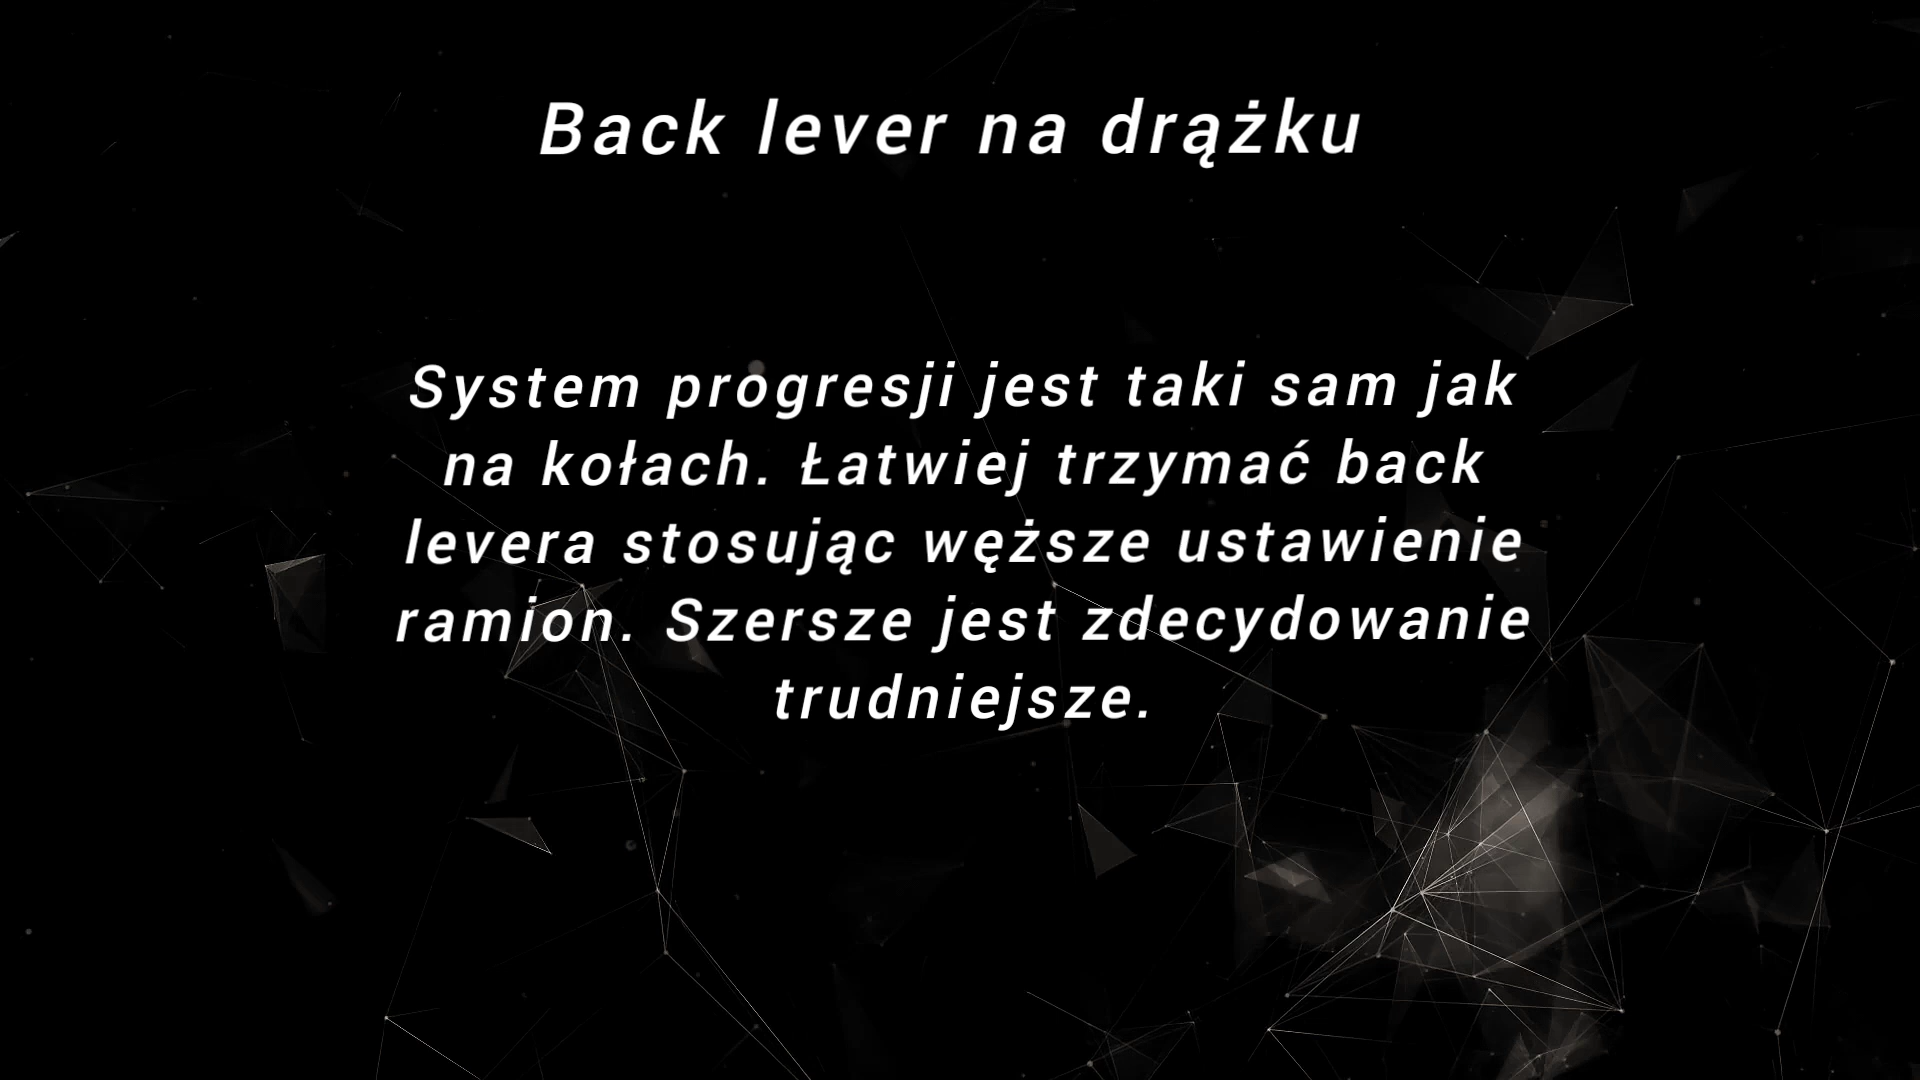 Back lever na drążku
System progresji jest taki sam jak
na kołach. Łatwiej trzymać back
levera stosując węższe ustawienie
ramion. Szersze jest zdecydowanie
trudniejsze.